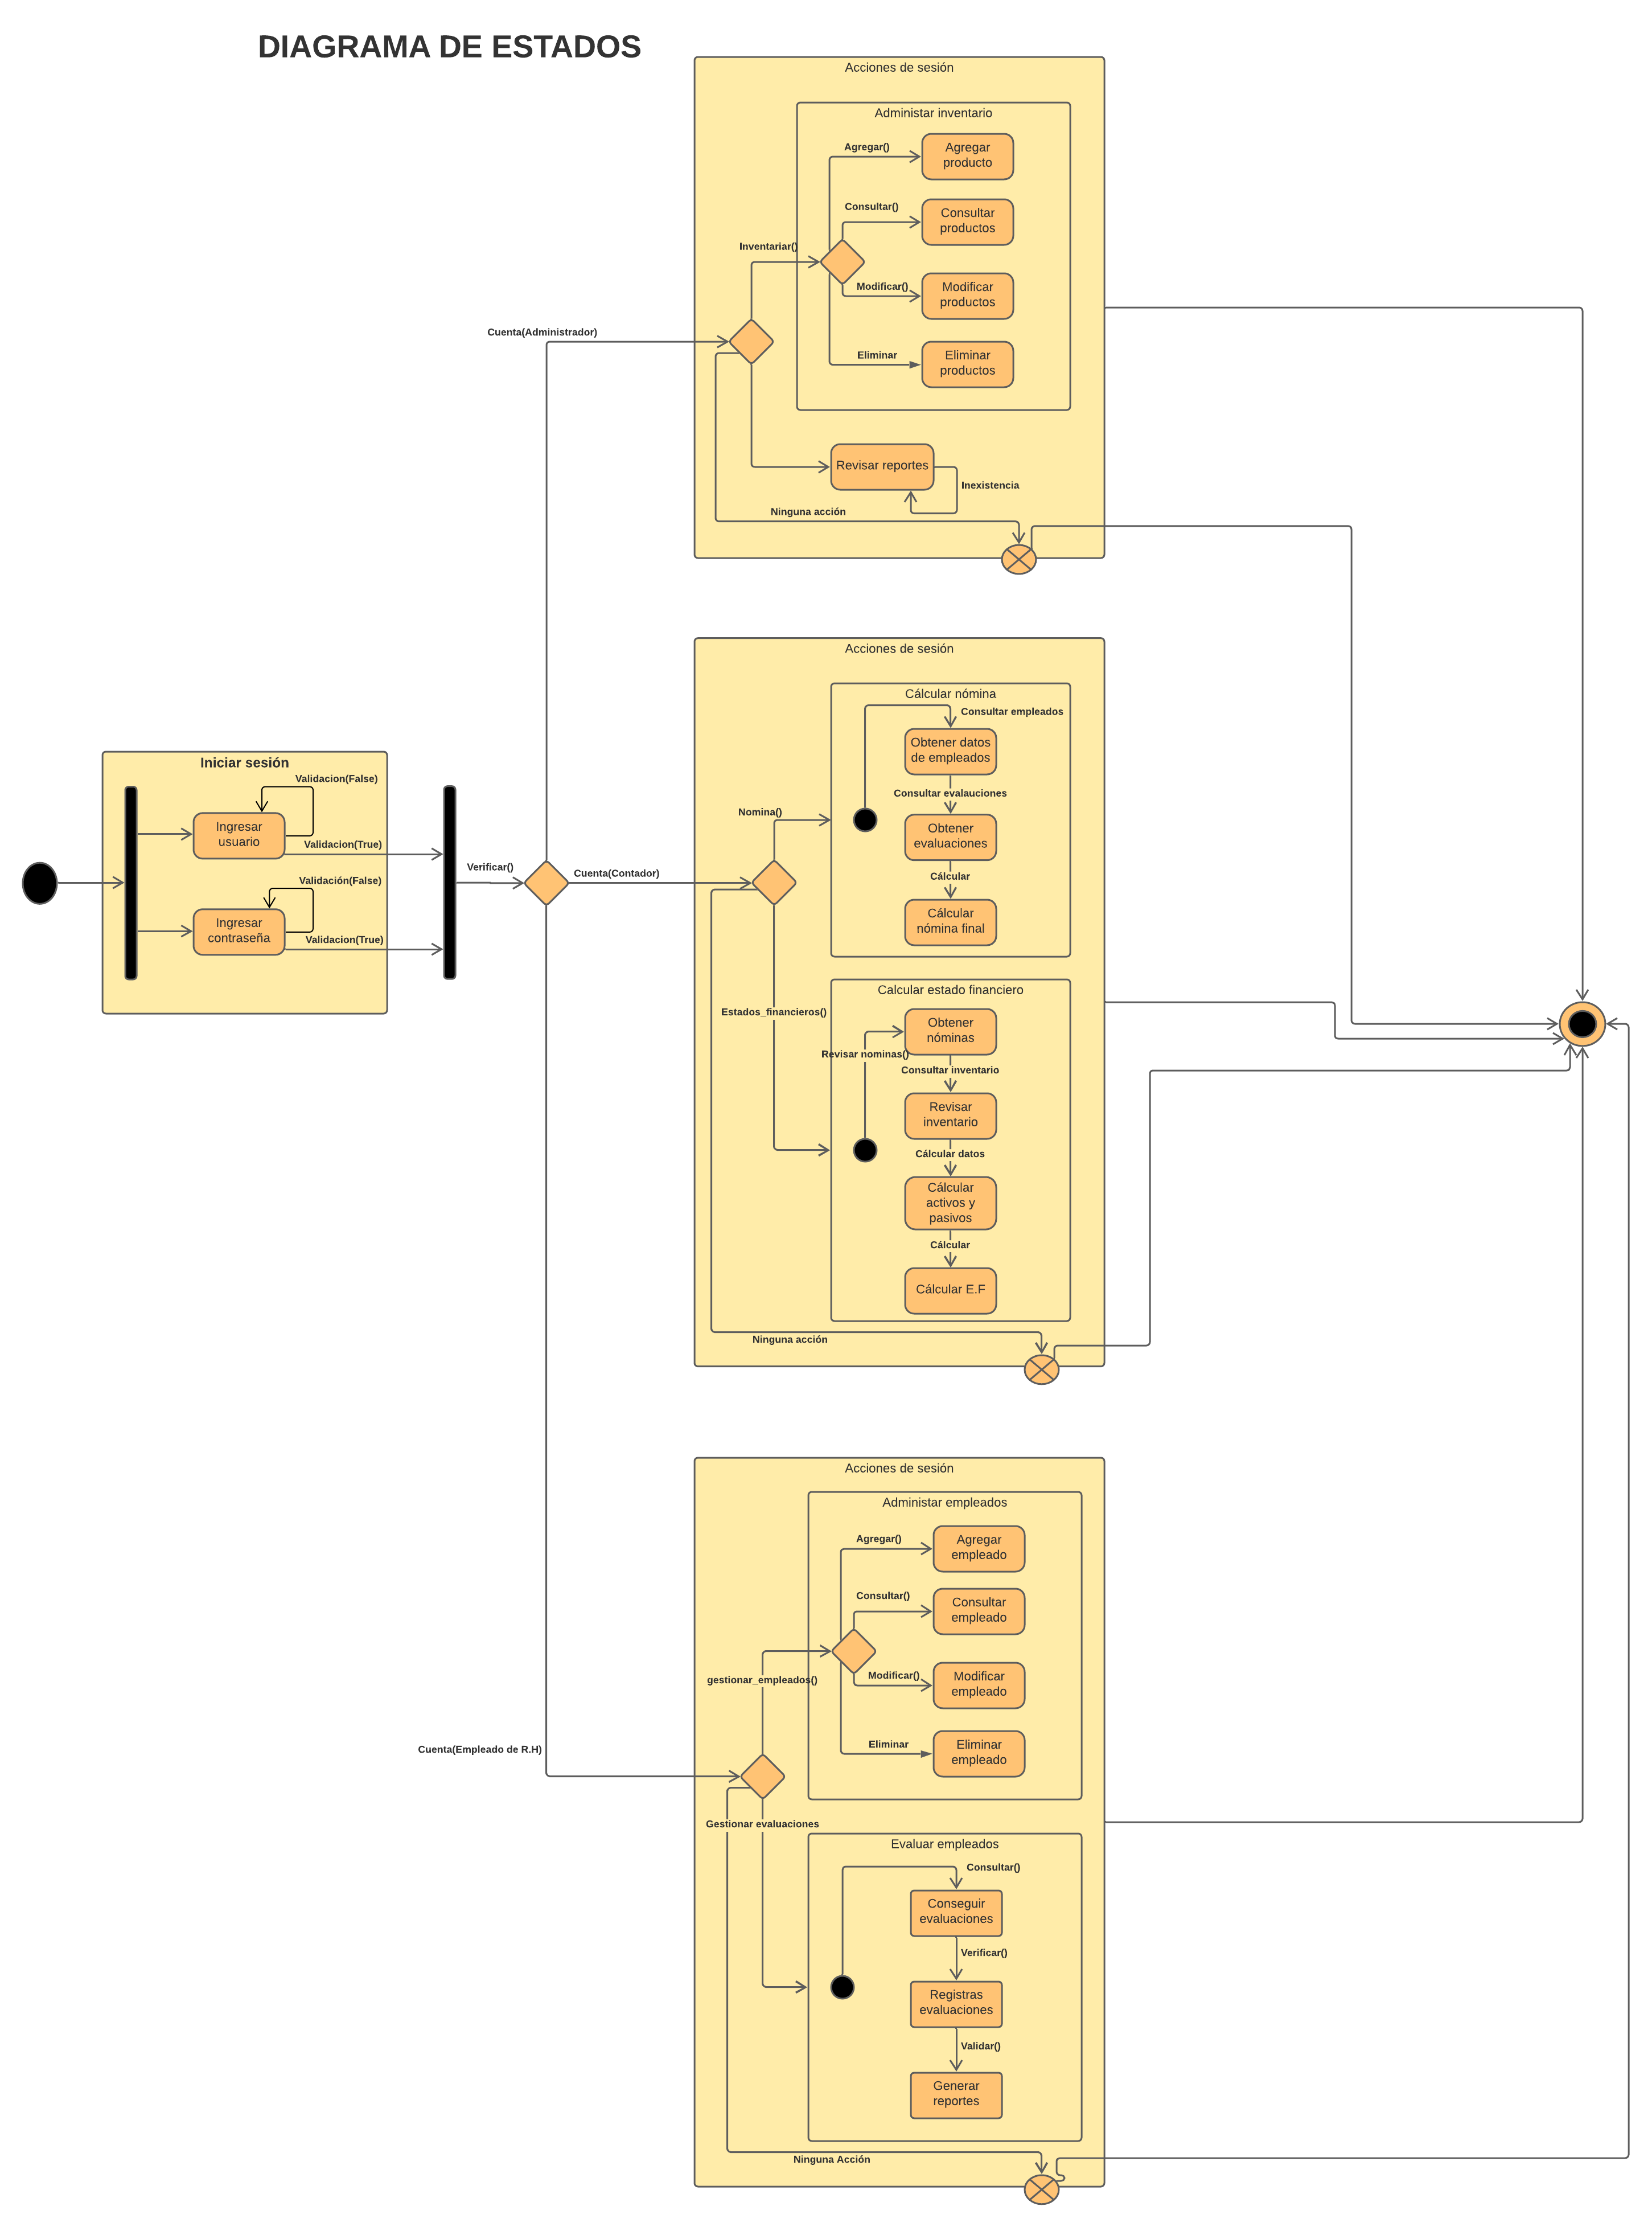 DIAGRAMA DE ESTADOS
Acciones de sesión
Administar inventario
Agregar()
Agregar
producto
Consultar()
Consultar
productos
Inventariar()
Modificar()
Modificar
productos
Cuenta(Administrador)
Eliminar
Eliminar
productos
Revisar reportes
Inexistencia
Ninguna acción
Acciones de sesión
Cálcular nómina
Consultar empleados
Obtener datos
de empleados
Consultar evalauciones
Nomina()
Obtener
evaluaciones
Cálcular
Cálcular
nómina final
Iniciar sesión
Validacion(False)
Ingresar
usuario
Validacion(True)
Validación(False)
Ingresar
contraseña
Validacion(True)
Verificar()
Cuenta(Contador)
Calcular estado financiero
Estados_financieros()
Obtener
nóminas
Revisar nominas()
Consultar inventario
Revisar
inventario
Cálcular datos
Cálcular
activos y
pasivos
Cálcular
Cálcular E.F
Ninguna acción
Acciones de sesión
Administar empleados
Agregar()
Agregar
empleado
Consultar()
Consultar
empleado
gestionar_empleados()
Modificar()
Modificar
empleado
Eliminar
Eliminar
empleado
Cuenta(Empleado de R.H)
Gestionar evaluaciones
Evaluar empleados
Consultar()
Conseguir
evaluaciones
Verificar()
Registras
evaluaciones
Validar()
Generar
reportes
Ninguna Acción